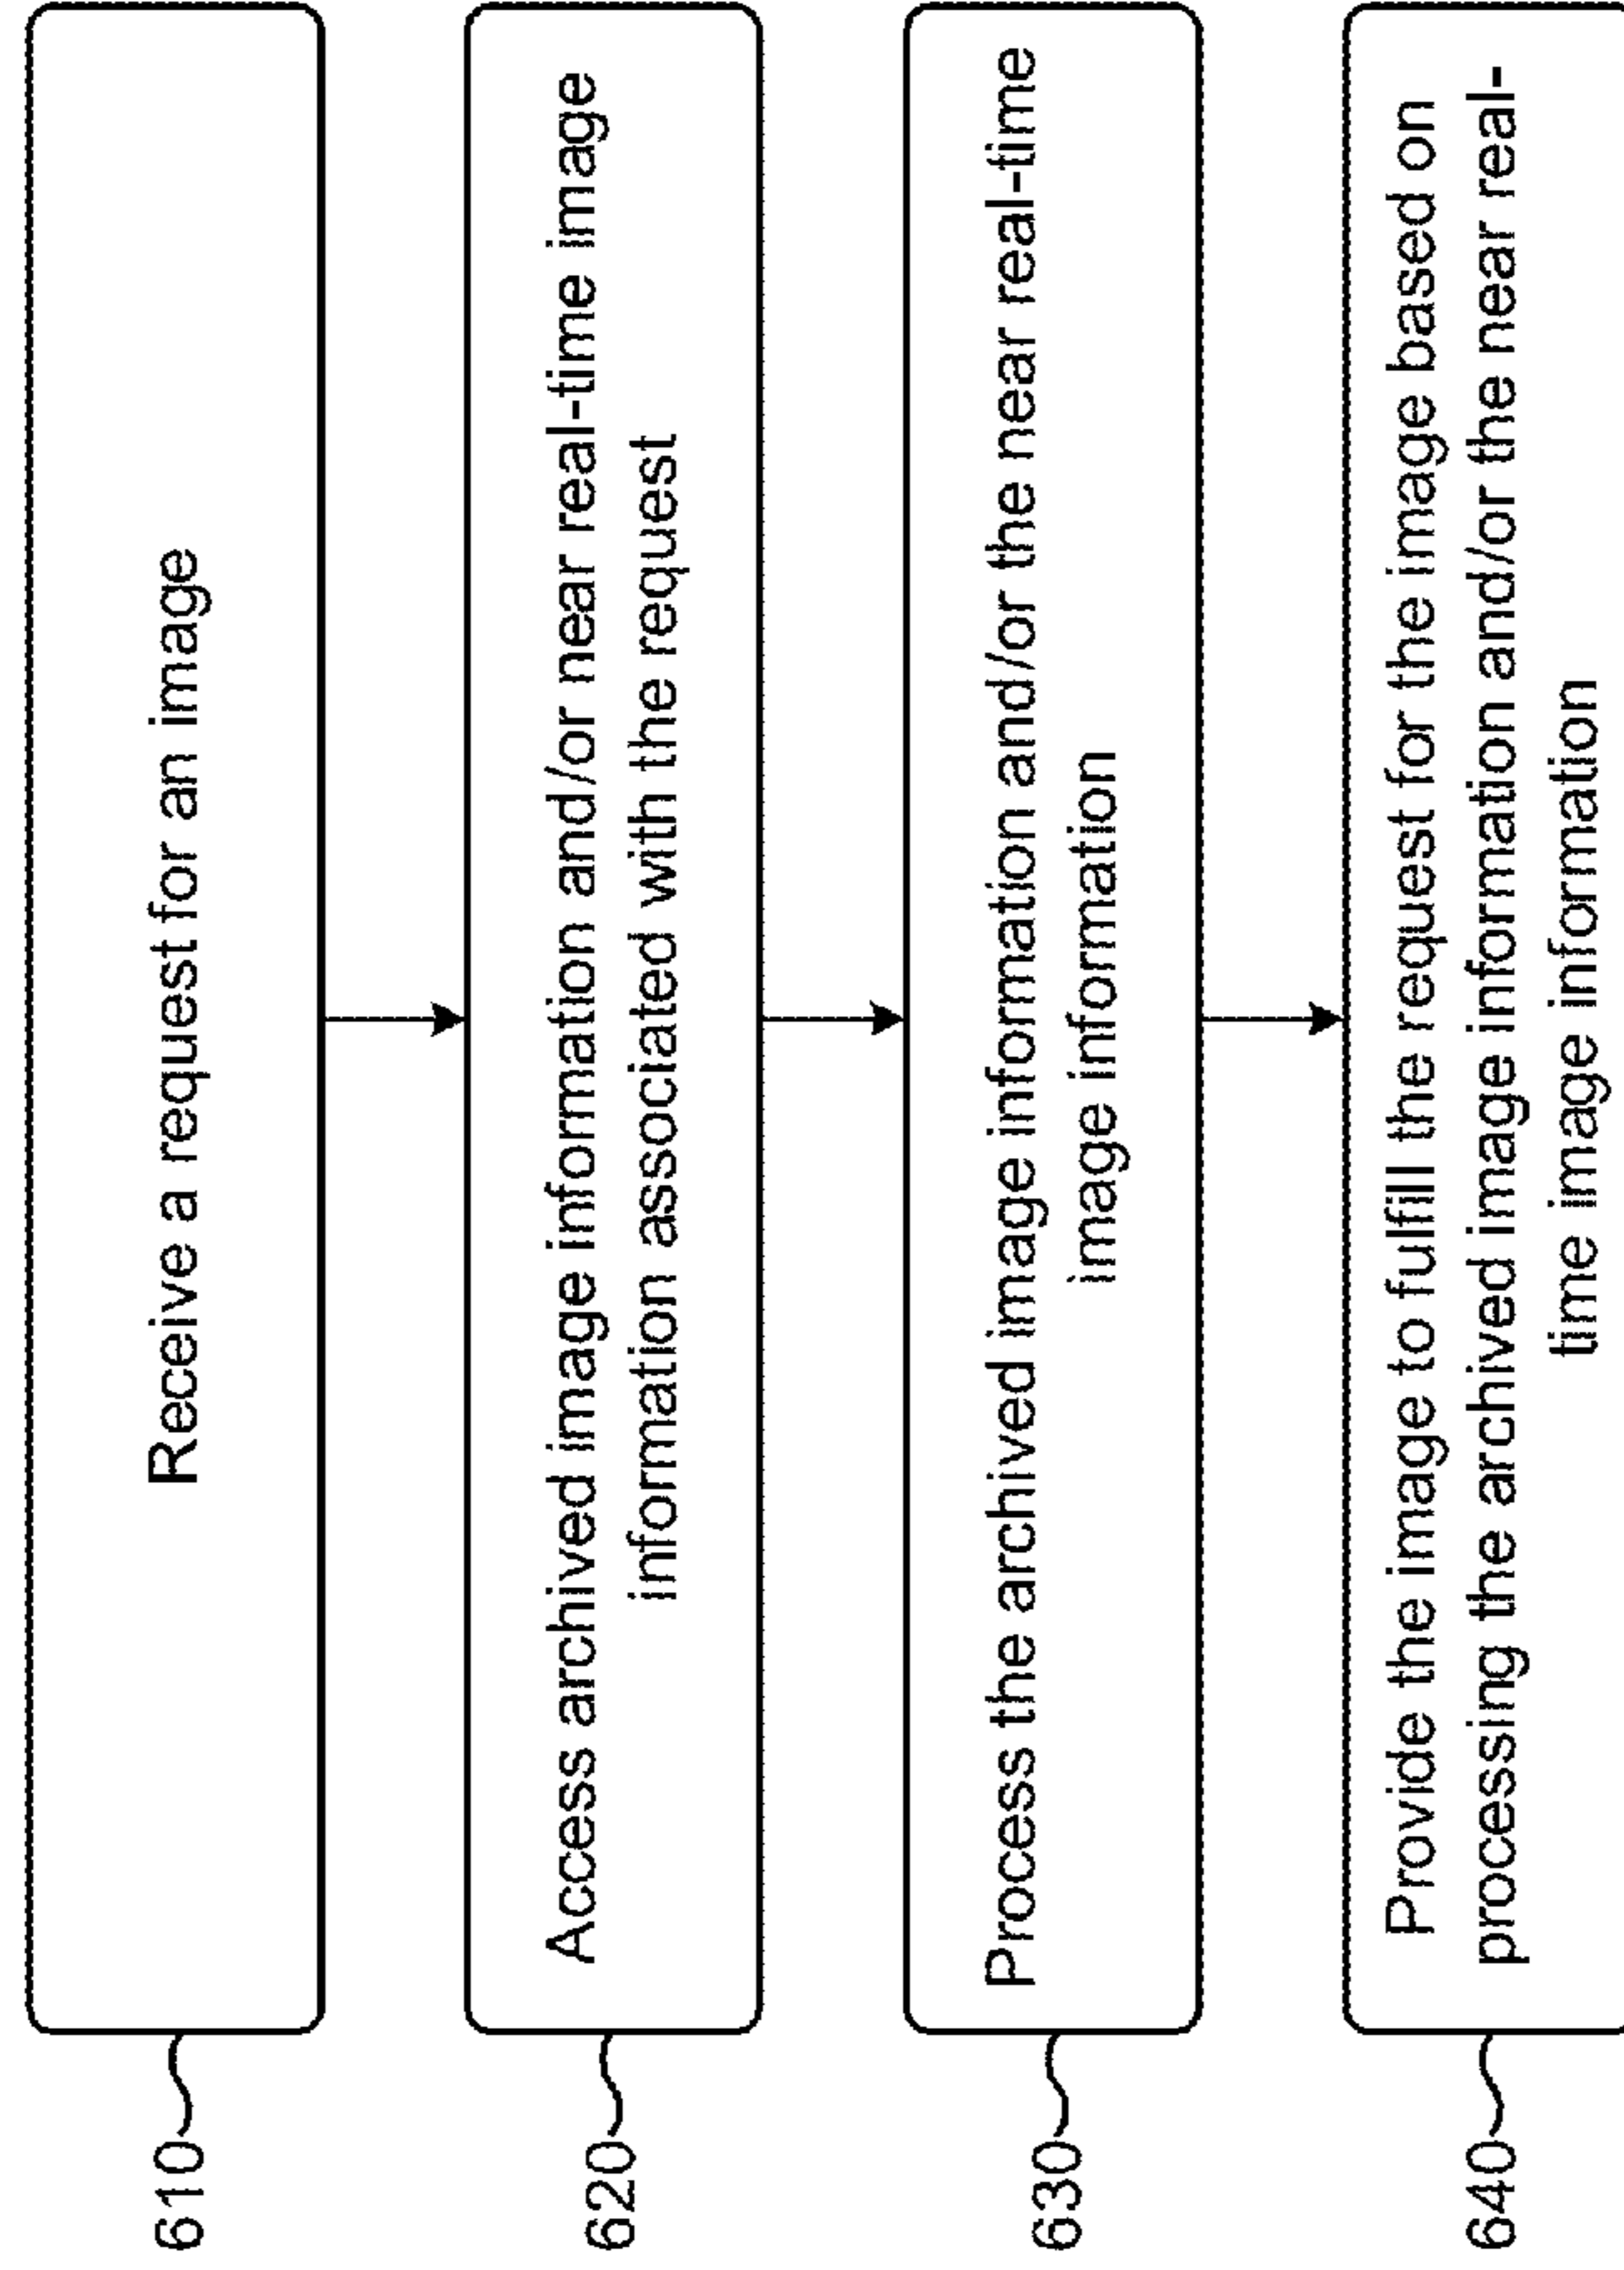 610
Receive a request for an image
620
Access archived image information and/or near real-time image
information associated with the request
630
Process the archived image information and/or the near real-time
image information
640
Provide the image to fulfill the request for the image based on
processing the archived image information and/or the near real-
time image information